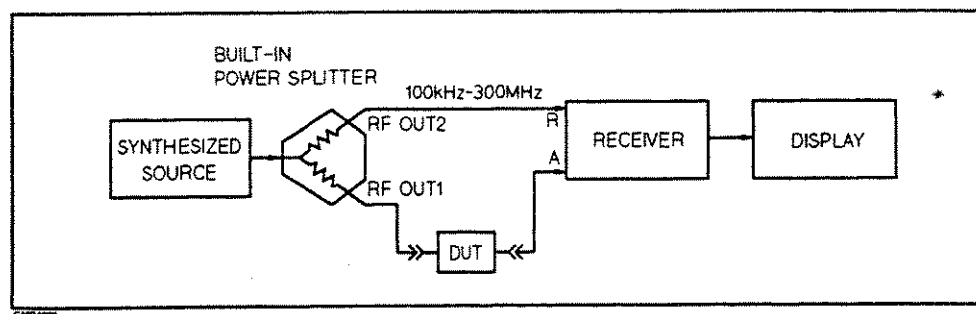 BUILT-IN
POWER SPLITTER
100kHz-300MHz
RF OUT2
R
SYNTHESIZED
SOURCE
RECEIVER
DISPLAY
A
RF OUT1
DUT